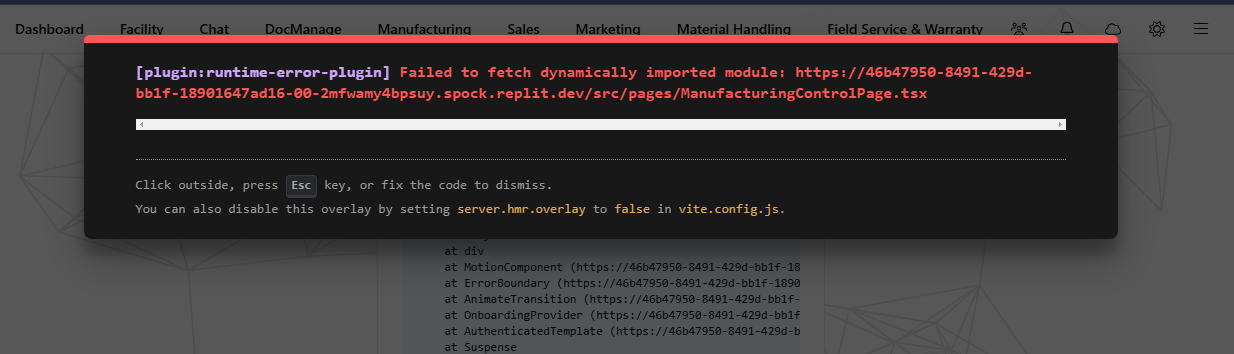 Dashboard Facility Chat DocManage Manufacturing Sales Marketing Material Handling Field Service & Warranty
[plugin:runtime-error-plugin] Failed to fetch dynamically imported module: https://46b47950-8491-429d-
bb1f-18901647ad16-00-2mfwamy4bpsuy.spock.replit.dev/src/pages/ManufacturingControlPage.tsx
Click outside, press Esc key, or fix the code to dismiss.
You can also disable this overlay by setting server.hmr.overlay to false in vite.config.js.
at div
at MotionComponent (https://46b47950-8491-429d-bb1f-18
at ErrorBoundary (https://46b47950-8491-429d-bb1f-1890
at AnimateTransition (https://46b47950-8491-429d-bb1f-
at OnboardingProvider (https://46b47950-8491-429d-bb1f
at AuthenticatedTemplate (https://46b47950-8491-429d-b
at Suspense